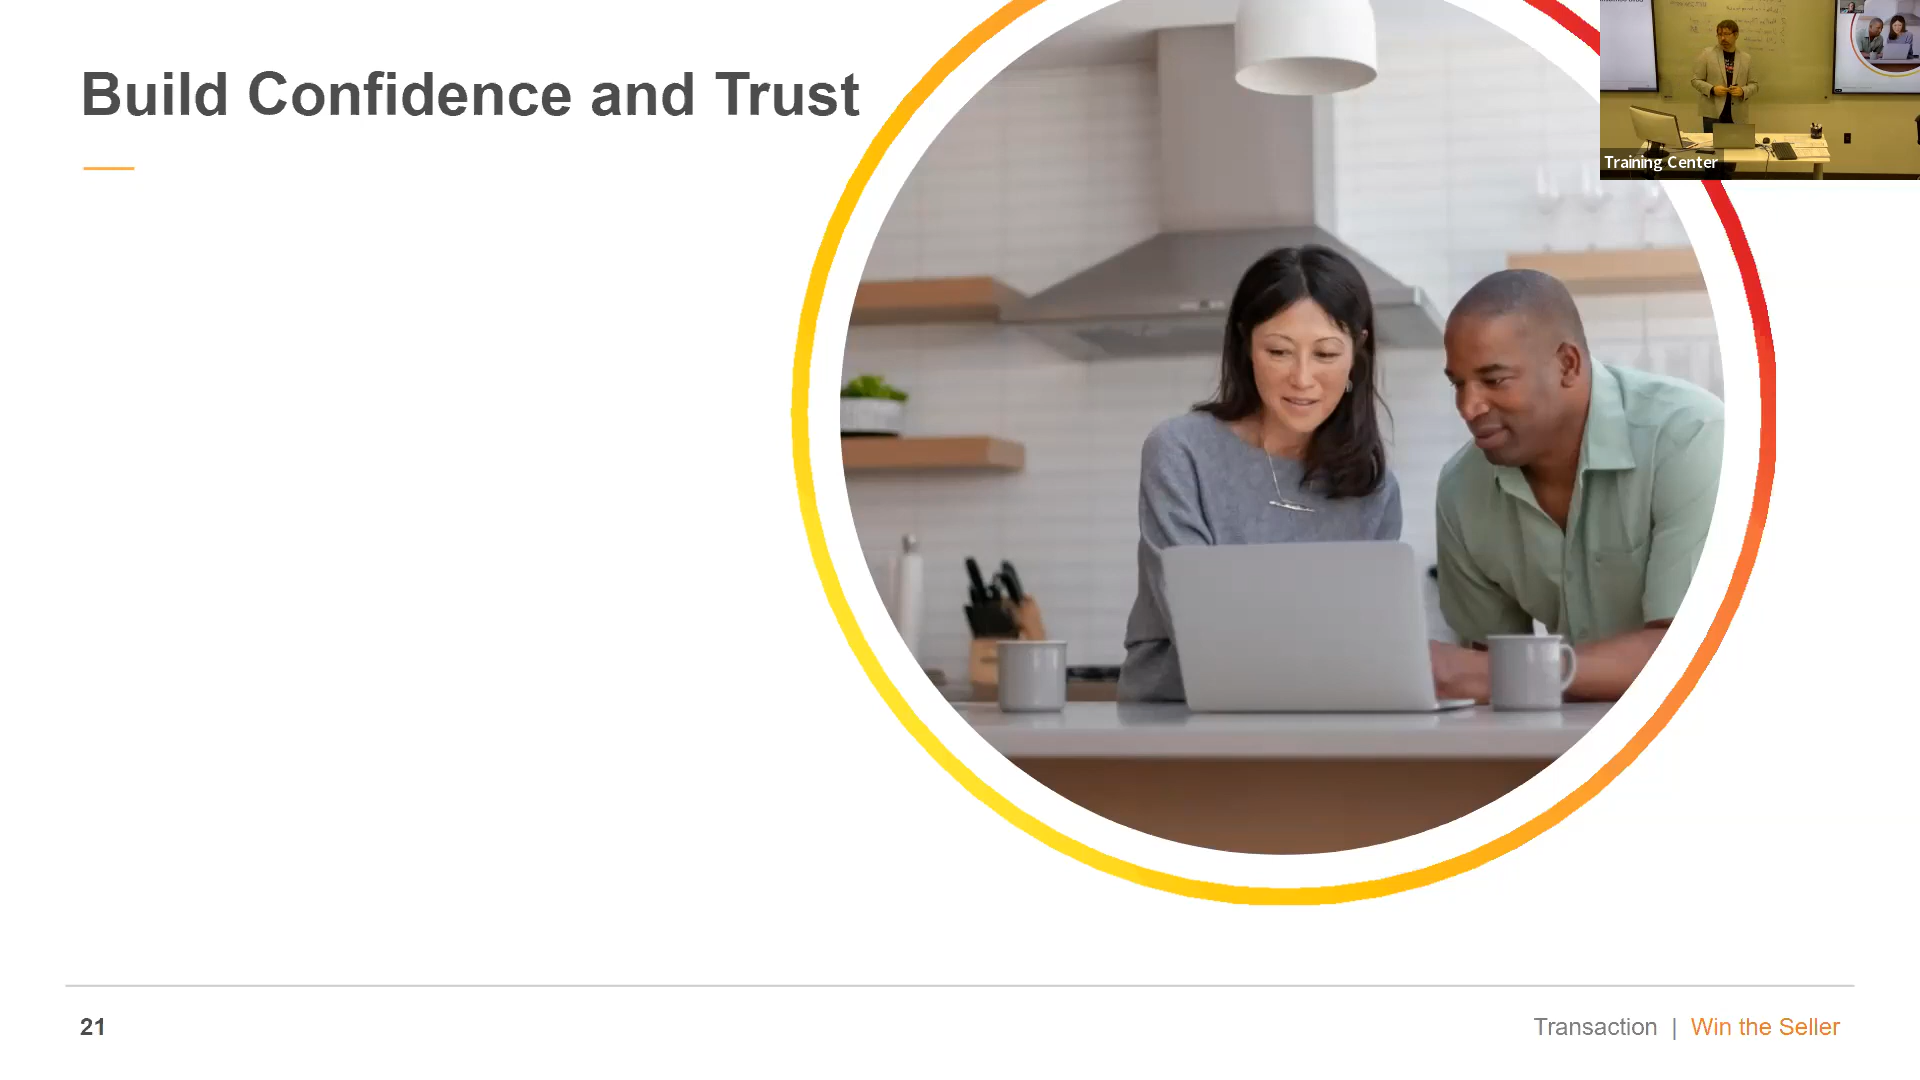 Build Confidence and Trust
Training Center
21
Transaction | Win the Seller